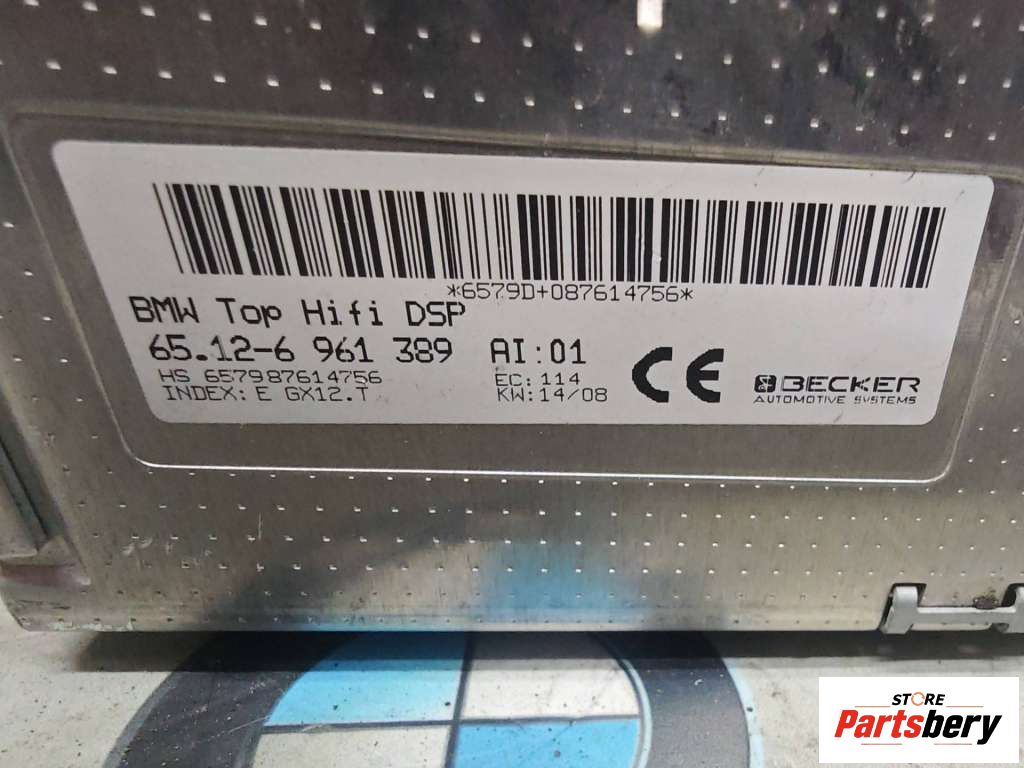 *6579D+087614756*
BMW Top Hifi DSP
65.12-6 961 389 AI:01
HS 657987614756 EC:114
INDEX: E GX12.T KW:14/08
CE
BECKER
AUTOMOTIVE SYSTEMS
STORE
Partsbery